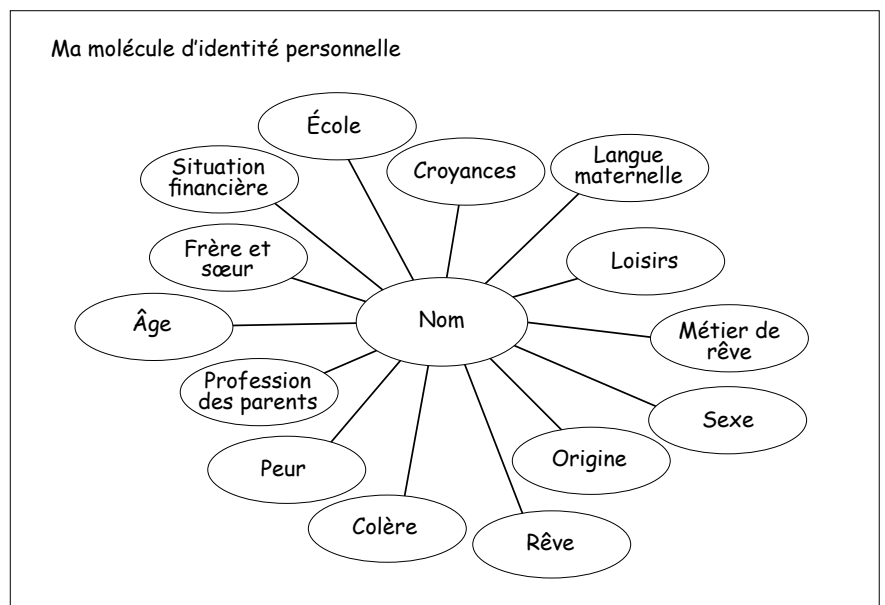 Ma molécule d'identité personnelle
École
Situation
financière
Croyances
Langue
maternelle
Frère et
sœur
Loisirs
Âge
Nom
Métier de
rêve
Profession
des parents
Sexe
Peur
Origine
Colère
Rêve